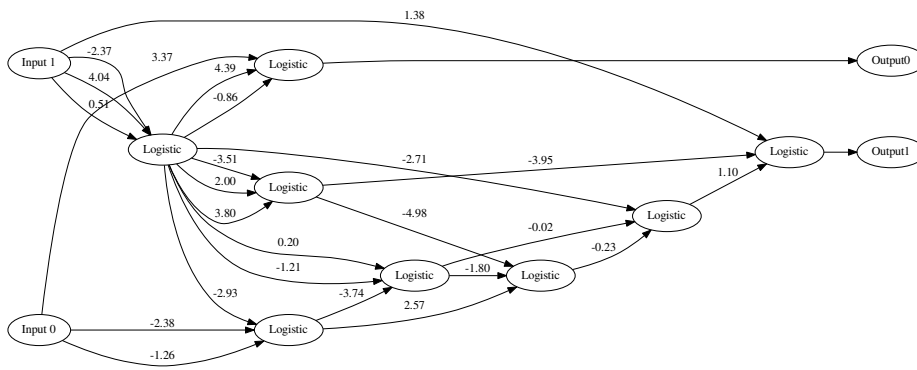 1.38
Input 1
-2.37
3.37
4.04
4.39
Logistic
Output0
0.51
-0.86
Logistic
-3.51
-2.71
-3.95
Logistic
Output1
2.00
Logistic
1.10
3.80
-4.98
Logistic
-0.02
0.20
-0.23
-1.21
Logistic
-1.80
Logistic
-2.93
-3.74
2.57
Input 0
-2.38
Logistic
-1.26